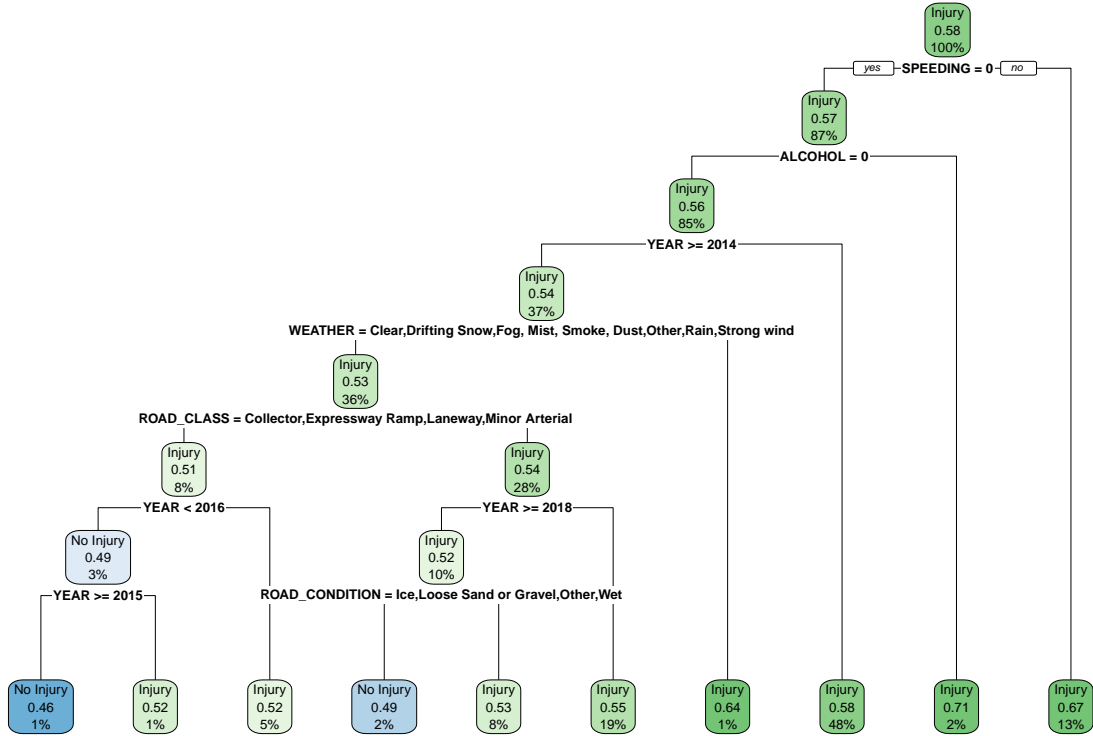 Injury
0.58
100%
yes
SPEEDING = 0
no
Injury
0.57
87%
ALCOHOL = 0
Injury
0.56
85%
YEAR >= 2014
Injury
0.54
37%
WEATHER = Clear,Drifting Snow,Fog, Mist, Smoke, Dust,Other,Rain,Strong wind
Injury
0.53
36%
ROAD_CLASS = Collector,Expressway Ramp,Laneway,Minor Arterial
Injury
0.51
8%
Injury
0.54
28%
YEAR < 2016
YEAR >= 2018
No Injury
0.49
3%
Injury
0.52
10%
YEAR >= 2015
ROAD_CONDITION = Ice,Loose Sand or Gravel,Other,Wet
No Injury
0.46
1%
Injury
0.52
1%
Injury
0.52
5%
No Injury
0.49
2%
Injury
0.53
8%
Injury
0.55
19%
Injury
0.64
1%
Injury
0.58
48%
Injury
0.71
2%
Injury
0.67
13%